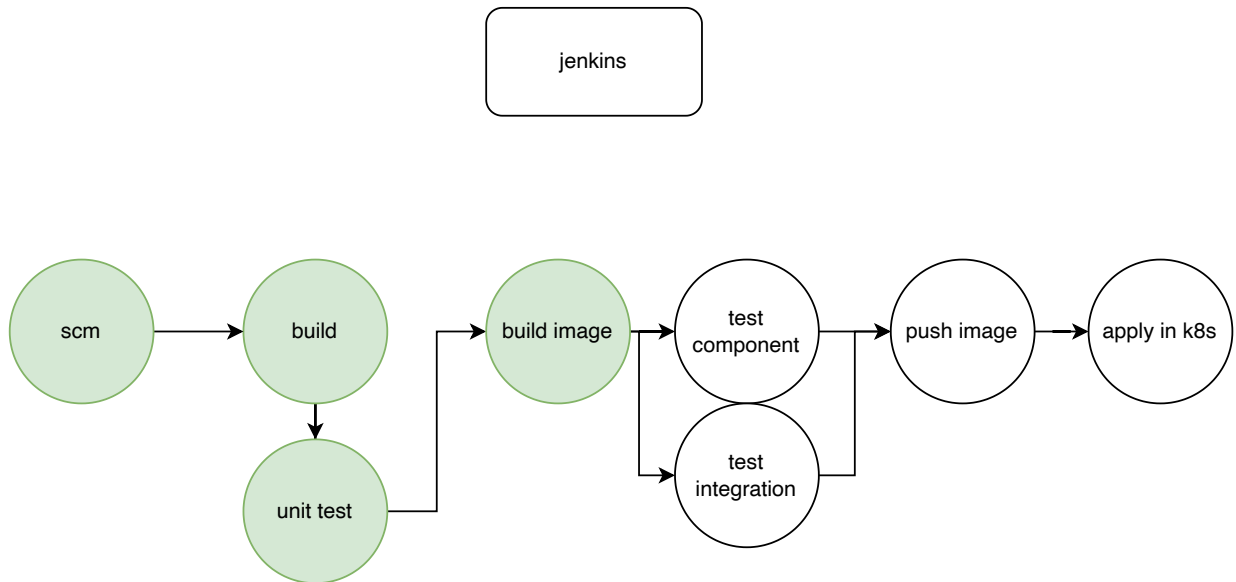 jenkins
scm
build
unit test
build image
test
component
test
integration
push image
apply in k8s